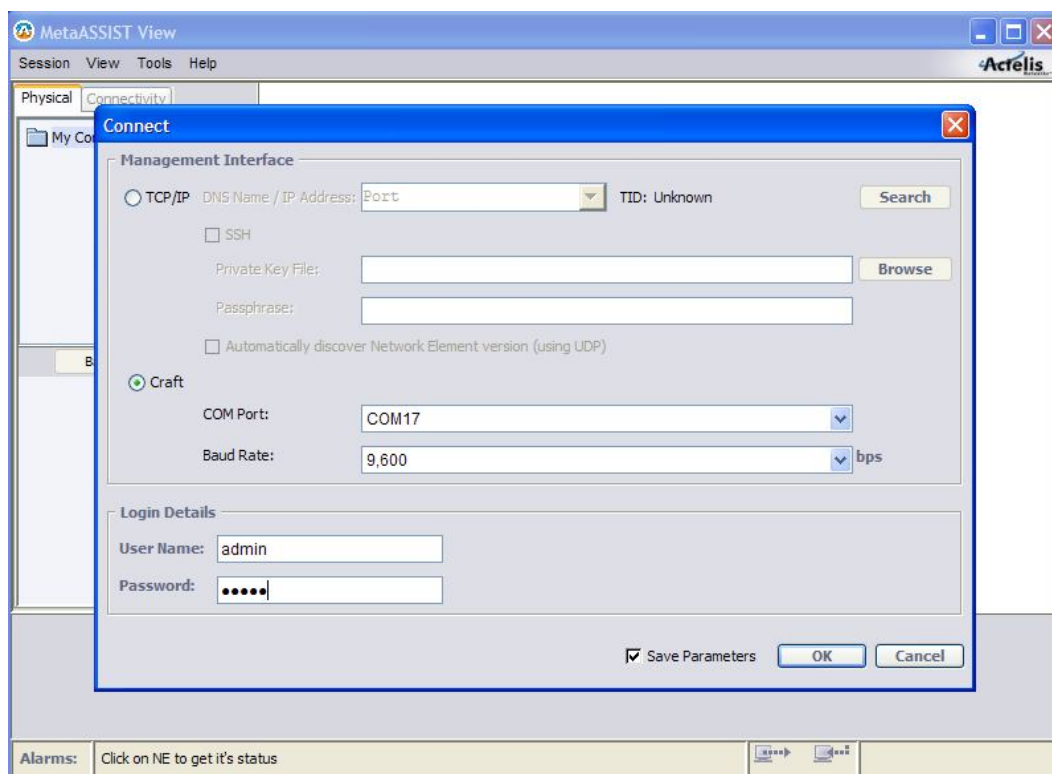 MetaASSIST View
Session View Tools Help
Actelis
Physical Connectivity
Connect
My Co
Management Interface
TCP/IP DNS Name / IP Address: Port TID: Unknown Search
SSH
Private Key File: Browse
Passphrase:
Automatically discover Network Element version (using UDP)
B
Craft
COM Port: COM17
Baud Rate: 9,600 bps
Login Details
User Name: admin
Password: •••••
Save Parameters OK Cancel
Alarms: Click on NE to get it's status